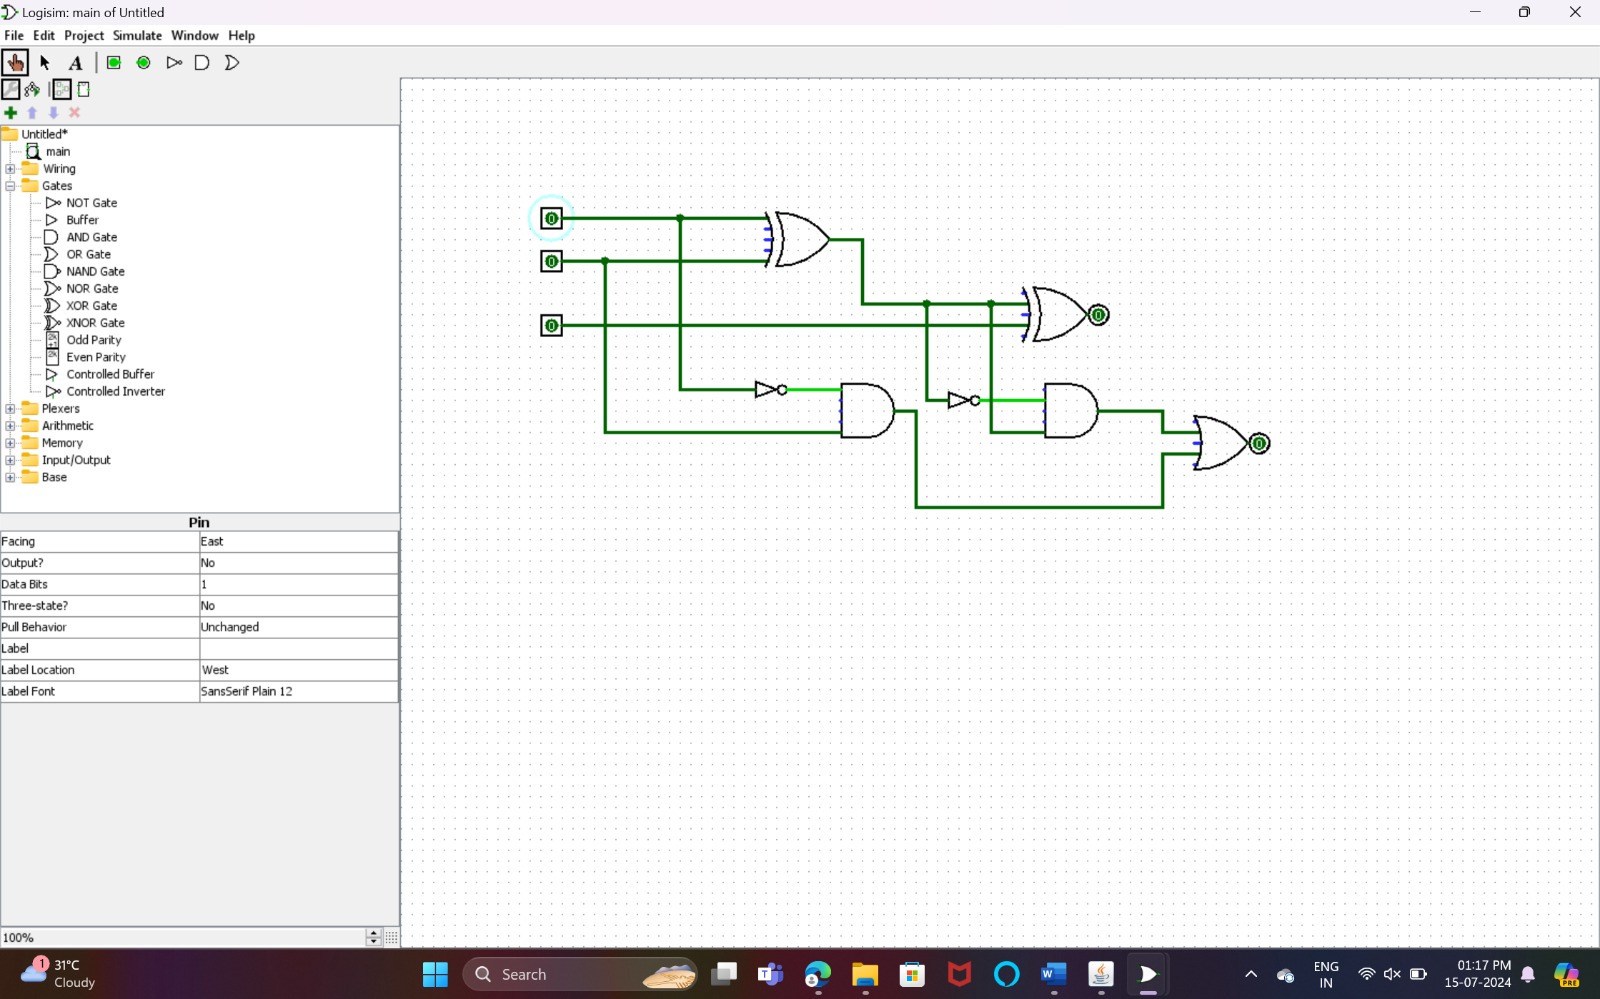 Logisim: main of Untitled
File Edit Project Simulate Window Help
A
Untitled*
main
Wiring
Gates
NOT Gate
Buffer
AND Gate
OR Gate
NAND Gate
NOR Gate
XOR Gate
XNOR Gate
Odd Parity
Even Parity
Controlled Buffer
Controlled Inverter
Plexers
Arithmetic
Memory
Input/Output
Base
Pin
Facing East
Output? No
Data Bits 1
Three-state? No
Pull Behavior Unchanged
Label
Label Location West
Label Font SansSerif Plain 12
100%
0
0
0
0
0
1
31°C
Cloudy
Search
ENG
IN
01:17 PM
15-07-2024
PRE